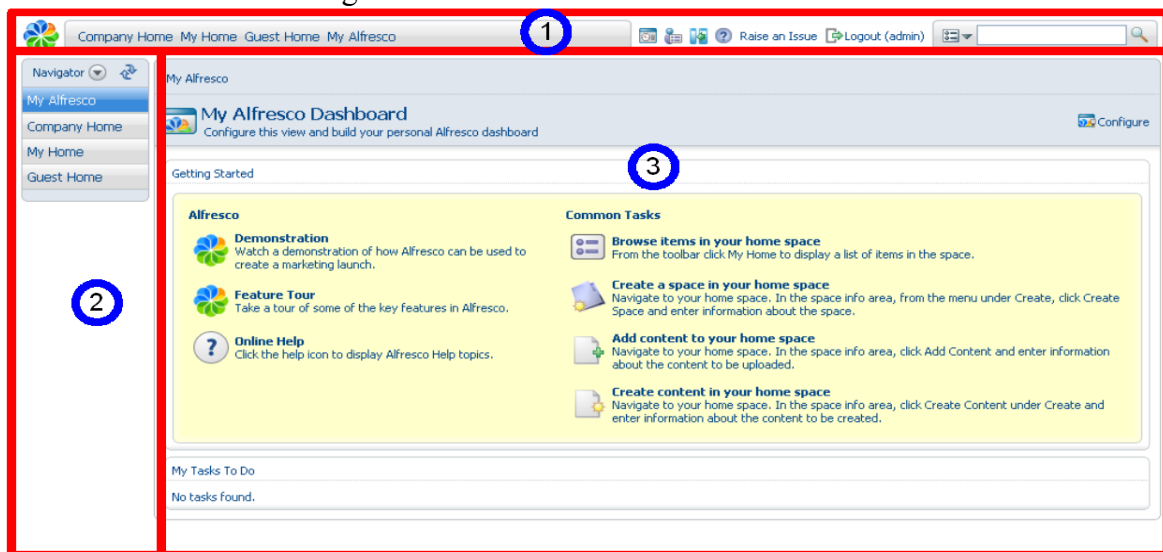 1
Company Home My Home Guest Home My Alfresco
Raise an Issue Logout (admin)
2
Navigator
My Alfresco
Company Home
My Home
Guest Home
3
My Alfresco
My Alfresco Dashboard
Configure this view and build your personal Alfresco dashboard
Configure
Getting Started
Alfresco
Demonstration
Watch a demonstration of how Alfresco can be used to
create a marketing launch.
Feature Tour
Take a tour of some of the key features in Alfresco.
? Online Help
Click the help icon to display Alfresco Help topics.
Common Tasks
Browse items in your home space
From the toolbar click My Home to display a list of items in the space.
Create a space in your home space
Navigate to your home space. In the space info area, from the menu under Create, click Create
Space and enter information about the space.
Add content to your home space
Navigate to your home space. In the space info area, click Add Content and enter information
about the content to be uploaded.
Create content in your home space
Navigate to your home space. In the space info area, click Create Content under Create and
enter information about the content to be created.
My Tasks To Do
No tasks found.